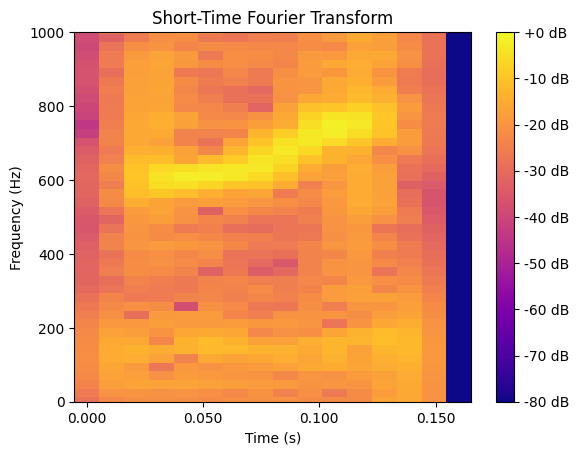 Short-Time Fourier Transform
1000
800
600
400
200
0
Frequency (Hz)
0.000
0.050
0.100
0.150
Time (s)
+0 dB
-10 dB
-20 dB
-30 dB
-40 dB
-50 dB
-60 dB
-70 dB
-80 dB